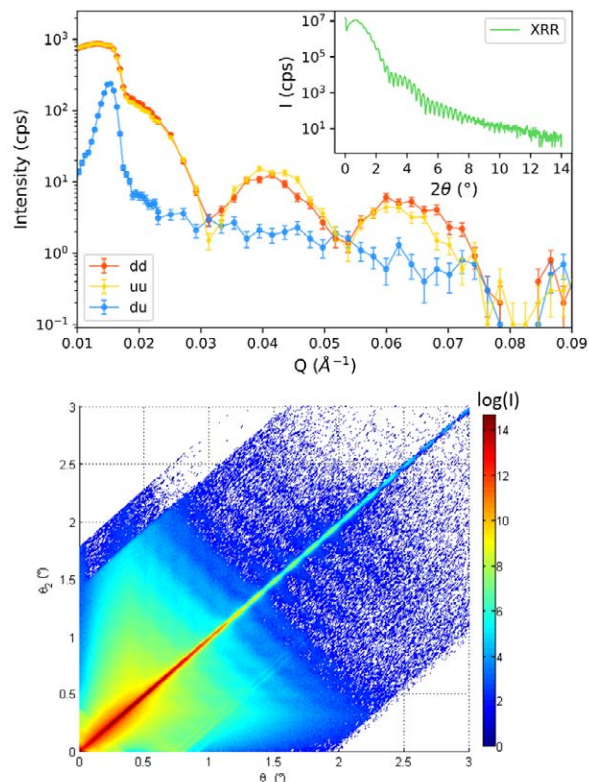 Intensity (cps)
10³
10²
10¹
10⁰
10⁻¹
dd
uu
du
0.01 0.02 0.03 0.04 0.05 0.06 0.07 0.08 0.09
Q (Å⁻¹)
I (cps)
10⁷
10⁵
10³
10¹
XRR
0 2 4 6 8 10 12 14
2θ (°)
log(I)
θ₂ (°)
3
2.5
2
1.5
1
0.5
0
0 0.5 1 1.5 2 2.5 3
θ (°)
14
12
10
8
6
4
2
0